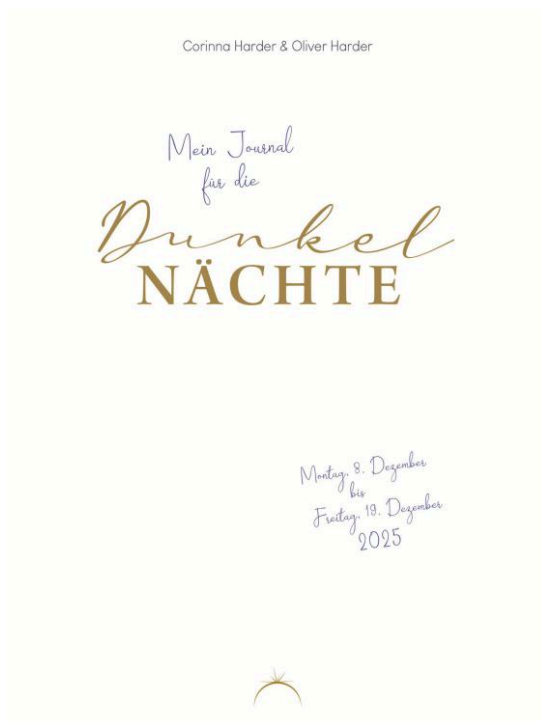 Corinna Harder & Oliver Harder
Mein Journal
für die
Dunkel
NÄCHTE
Montag, 8. Dezember
bis
Freitag, 19. Dezember
2025